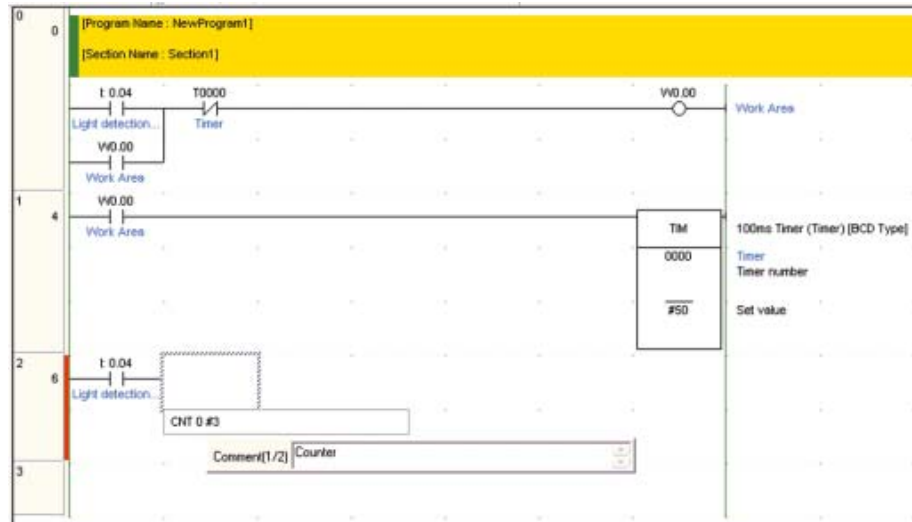 0
0
[Program Name : NewProgram1]
[Section Name : Section1]
I: 0.04
T0000
W0.00
Work Area
Light detection...
Timer
W0.00
Work Area
1
4
W0.00
Work Area
TIM
100ms Timer (Timer) [BCD Type]
0000
Timer
Timer number
#50
Set value
2
6
I: 0.04
Light detection...
CNT 0 #3
Comment(1/2)
Counter
3